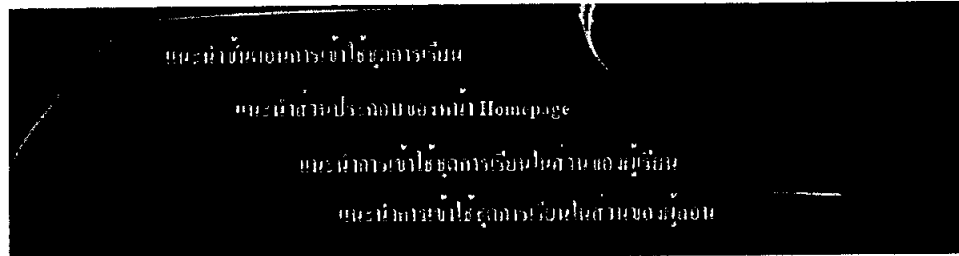 แนะนำขั้นตอนการเข้าใช้ชุดการเรียน
แนะนำส่วนประกอบของหน้า Homepage
แนะนำการเข้าใช้ชุดการเรียนในส่วนของผู้เรียน
แนะนำการเข้าใช้ชุดการเรียนในส่วนของผู้สอน